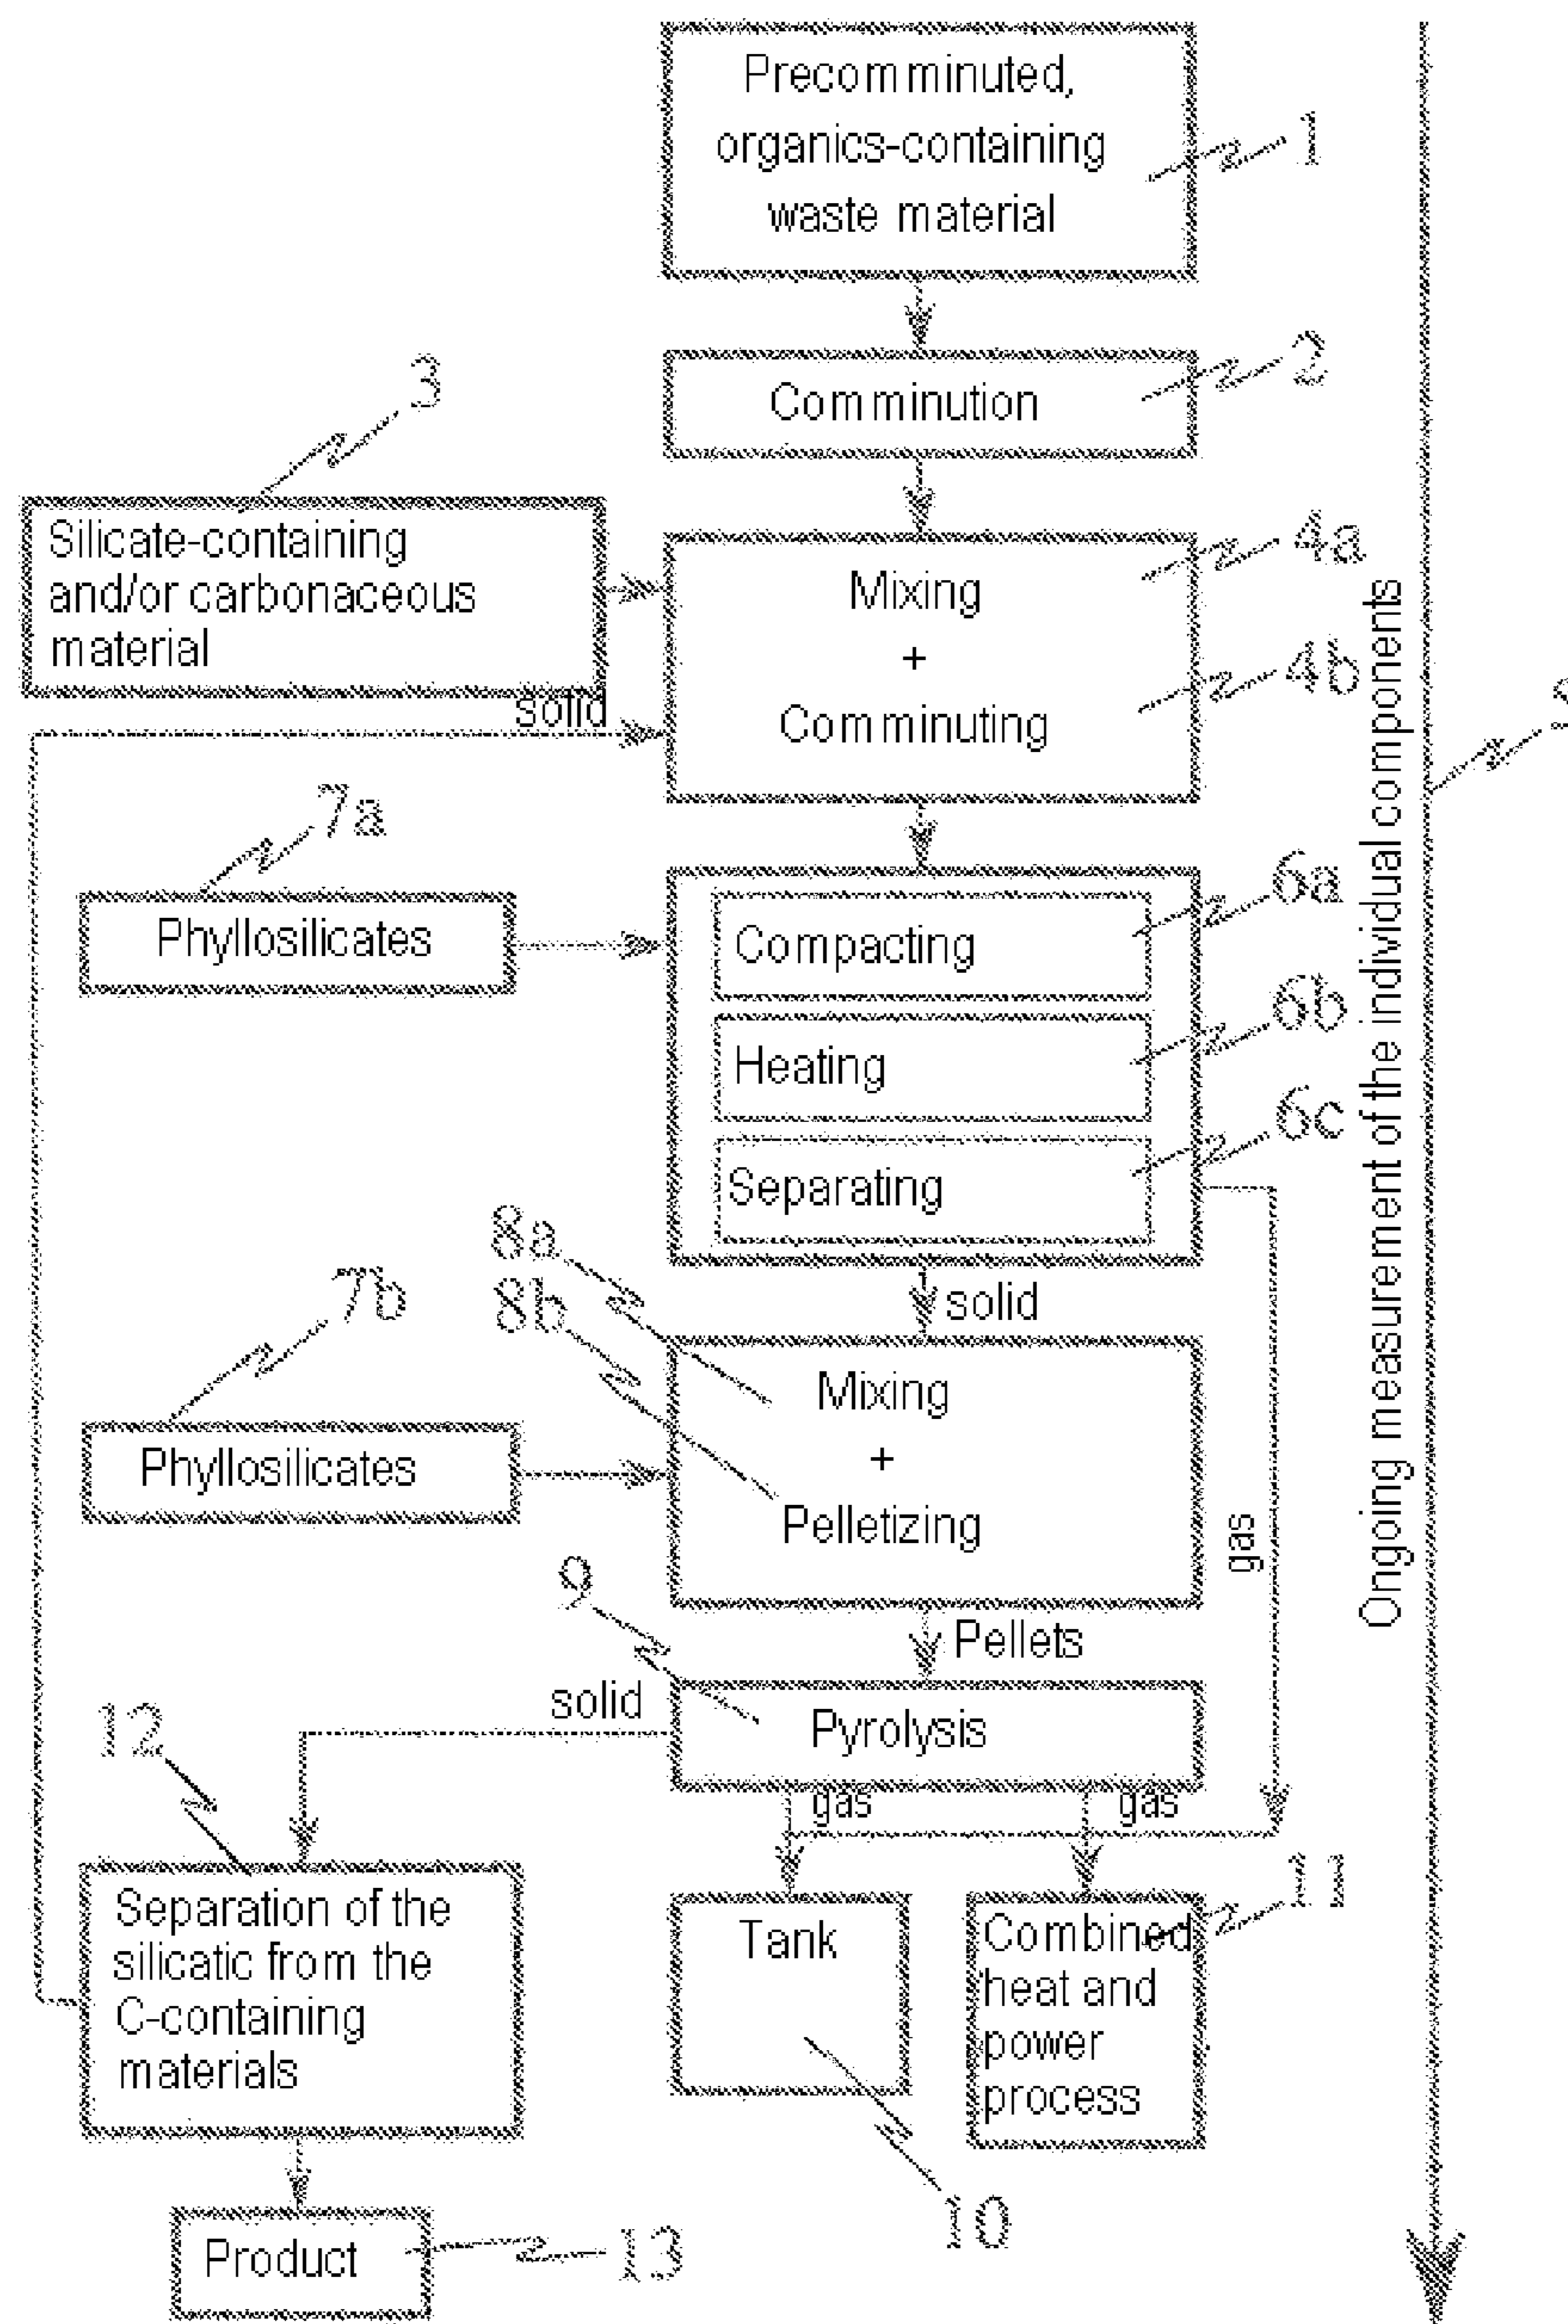 Precomminuted,
organics-containing
waste material
1
Comminution
2
3
Silicate-containing
and/or carbonaceous
material
Mixing
+
Comminuting
4a
4b
solid
Ongoing measurement of the individual components
7a
Phyllosilicates
Compacting
Heating
Separating
6a
6b
6c
solid
8a
8b
7b
Phyllosilicates
Mixing
+
Pelletizing
gas
Pellets
9
Pyrolysis
solid
gas
gas
12
Separation of the
silicatic from the
C-containing
materials
Tank
10
Combined
heat and
power
process
11
Product
13